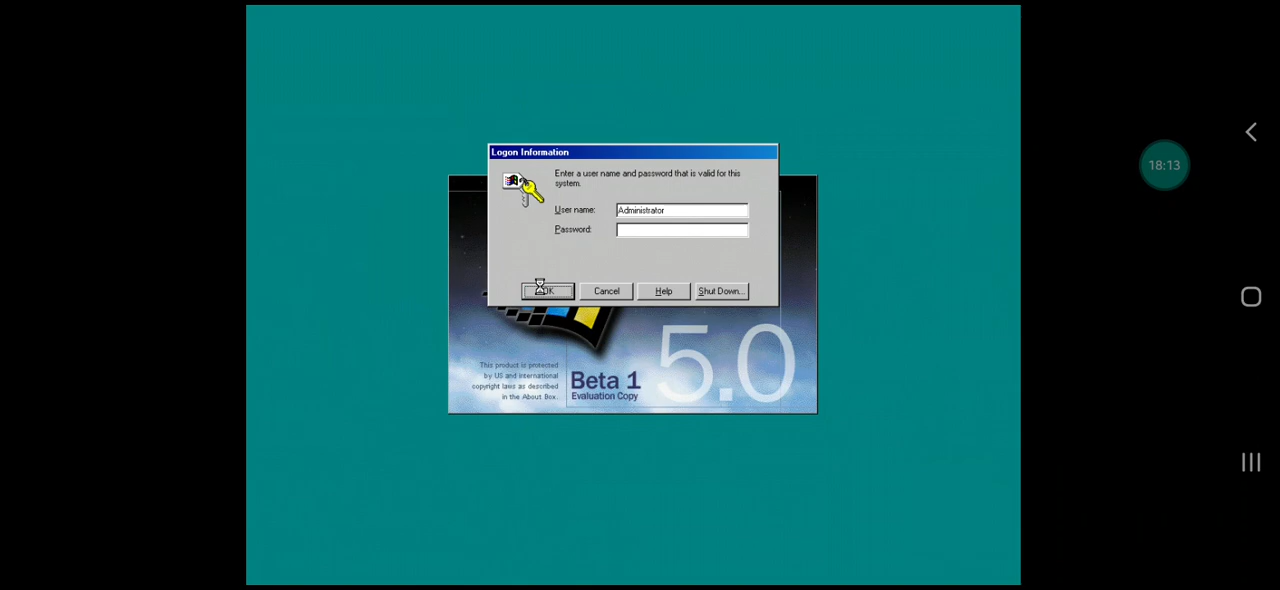 Logon Information
Enter a user name and password that is valid for this
system.
User name: Administrator
Password:
OK Cancel Help Shut Down...
18:13
5.0
This product is protected
by US and international
copyright laws as described
in the About Box.
Beta 1
Evaluation Copy